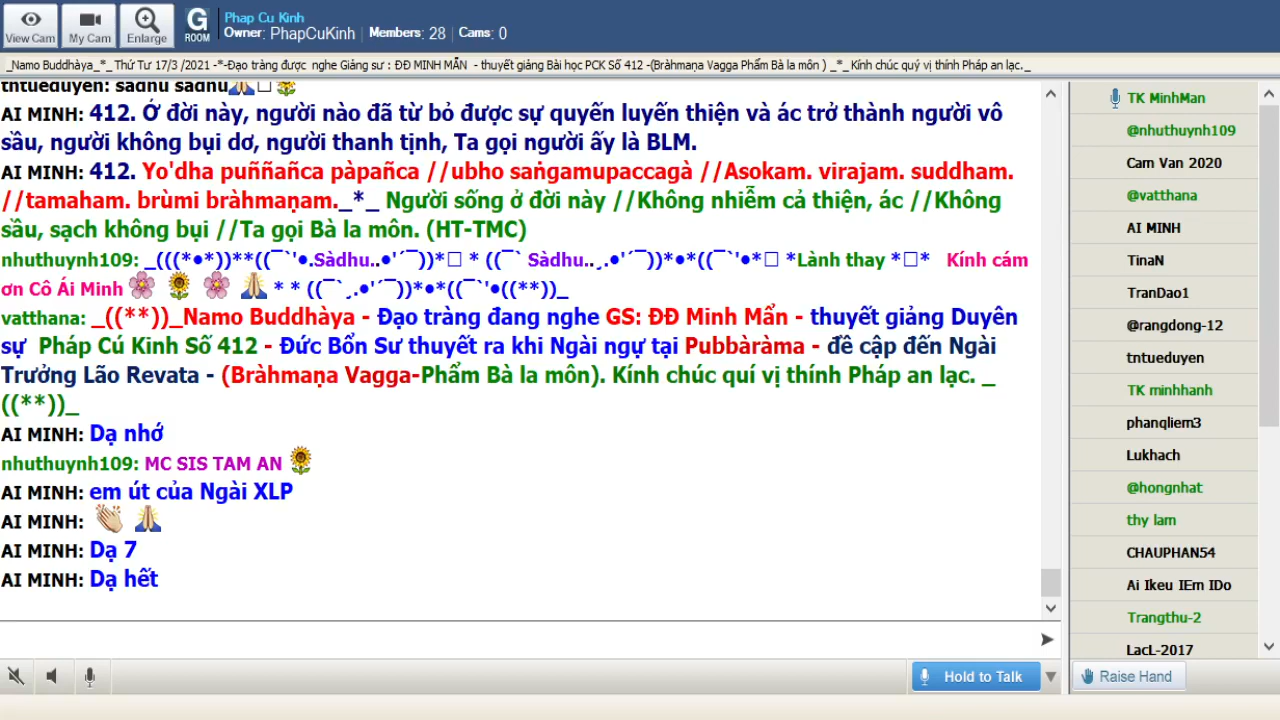 View Cam
My Cam
Enlarge
G
ROOM
Phap Cu Kinh
Owner: PhapCuKinh | Members: 28 | Cams: 0
_Namo Buddhàya_*_ Thứ Tư 17/3 /2021 -*-Đạo tràng được nghe Giảng sư : ĐĐ MINH MẪN - thuyết giảng Bài học PCK Số 412 -(Bràhmaṇa Vagga Phẩm Bà la môn ) _*_ Kính chúc quý vị thính Pháp an lạc._
tntueduyen: sadhu sadhu🙏□🌻
AI MINH: 412. Ở đời này, người nào đã từ bỏ được sự quyến luyến thiện và ác trở thành người vô
sầu, người không bụi dơ, người thanh tịnh, Ta gọi người ấy là BLM.
AI MINH: 412. Yo'dha puññañca pàpañca //ubho saṅgamupaccagà //Asokam. virajam. suddham.
//tamaham. brùmi bràhmaṇam._*_ Người sống ở đời này //Không nhiễm cả thiện, ác //Không
sầu, sạch không bụi //Ta gọi Bà la môn. (HT-TMC)
nhuthuynh109: _(((*•*))**((¯`'•.Sàdhu..•'´¯))*□ * ((¯` Sàdhu..¸.•'´¯))*•*((¯`'•*□ *Lành thay *□* Kính cám
ơn Cô Ái Minh 🌸 🌻 🌸 🙏 * * ((¯`¸.•'´¯))*•*((¯`'•((**))_
vatthana: _((**))_Namo Buddhàya - Đạo tràng đang nghe GS: ĐĐ Minh Mẩn - thuyết giảng Duyên
sự Pháp Cú Kinh Số 412 - Đức Bổn Sư thuyết ra khi Ngài ngự tại Pubbàràma - đề cập đến Ngài
Trưởng Lão Revata - (Bràhmaṇa Vagga-Phẩm Bà la môn). Kính chúc quí vị thính Pháp an lạc. _
((**))_
AI MINH: Dạ nhớ
nhuthuynh109: MC SIS TAM AN 🌻
AI MINH: em út của Ngài XLP
AI MINH: 👏 🙏
AI MINH: Dạ 7
AI MINH: Dạ hết
TK MinhMan
@nhuthuynh109
Cam Van 2020
@vatthana
AI MINH
TinaN
TranDao1
@rangdong-12
tntueduyen
TK minhhanh
phanqliem3
Lukhach
@hongnhat
thy lam
CHAUPHAN54
Ai Ikeu IEm IDo
Trangthu-2
LacL-2017
Hold to Talk
Raise Hand